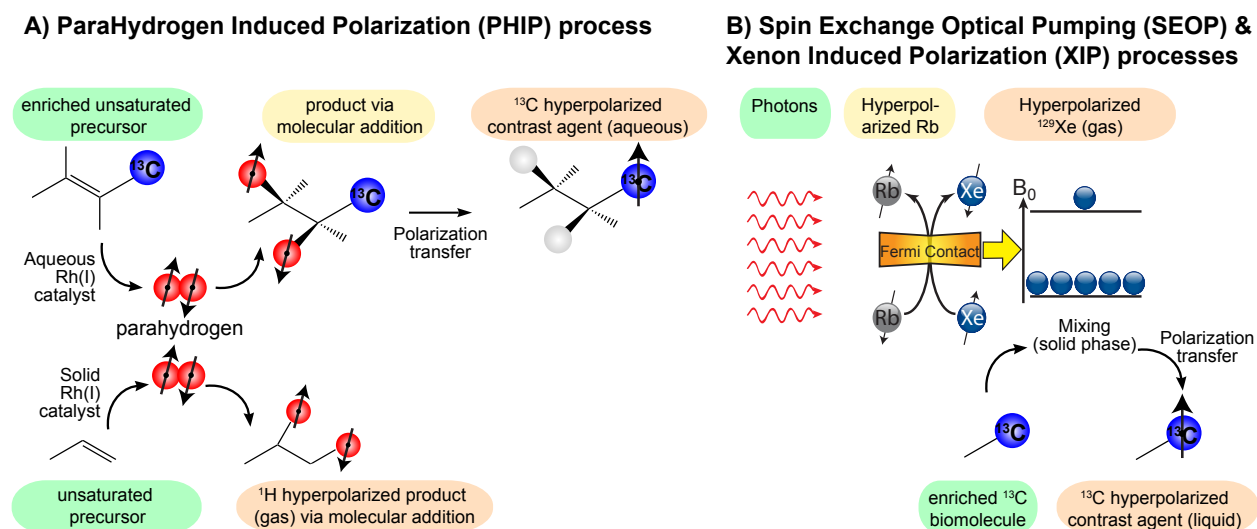 A) ParaHydrogen Induced Polarization (PHIP) process
enriched unsaturated
precursor
product via
molecular addition
¹³C hyperpolarized
contrast agent (aqueous)
¹³C
¹³C
¹³C
Polarization
transfer
Aqueous
Rh(I)
catalyst
parahydrogen
Solid
Rh(I)
catalyst
unsaturated
precursor
¹H hyperpolarized product
(gas) via molecular addition
B) Spin Exchange Optical Pumping (SEOP) &
Xenon Induced Polarization (XIP) processes
Photons
Hyperpol-
arized Rb
Hyperpolarized
¹²⁹Xe (gas)
Rb
Xe
B₀
Fermi Contact
Rb
Xe
Mixing
(solid phase)
Polarization
transfer
¹³C
¹³C
enriched ¹³C
biomolecule
¹³C hyperpolarized
contrast agent (liquid)